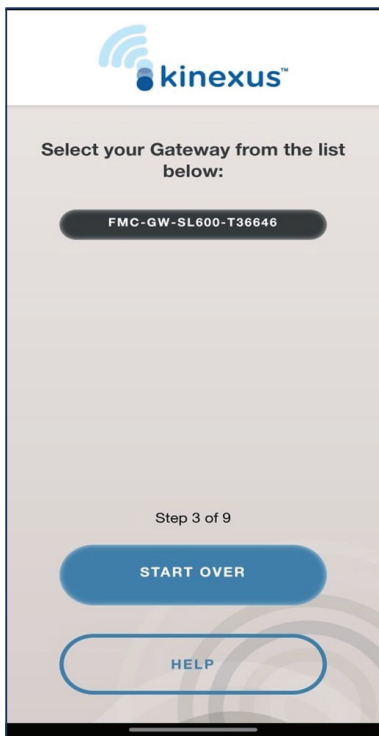 kinexus™
Select your Gateway from the list
below:
FMC-GW-SL600-T36646
Step 3 of 9
START OVER
HELP